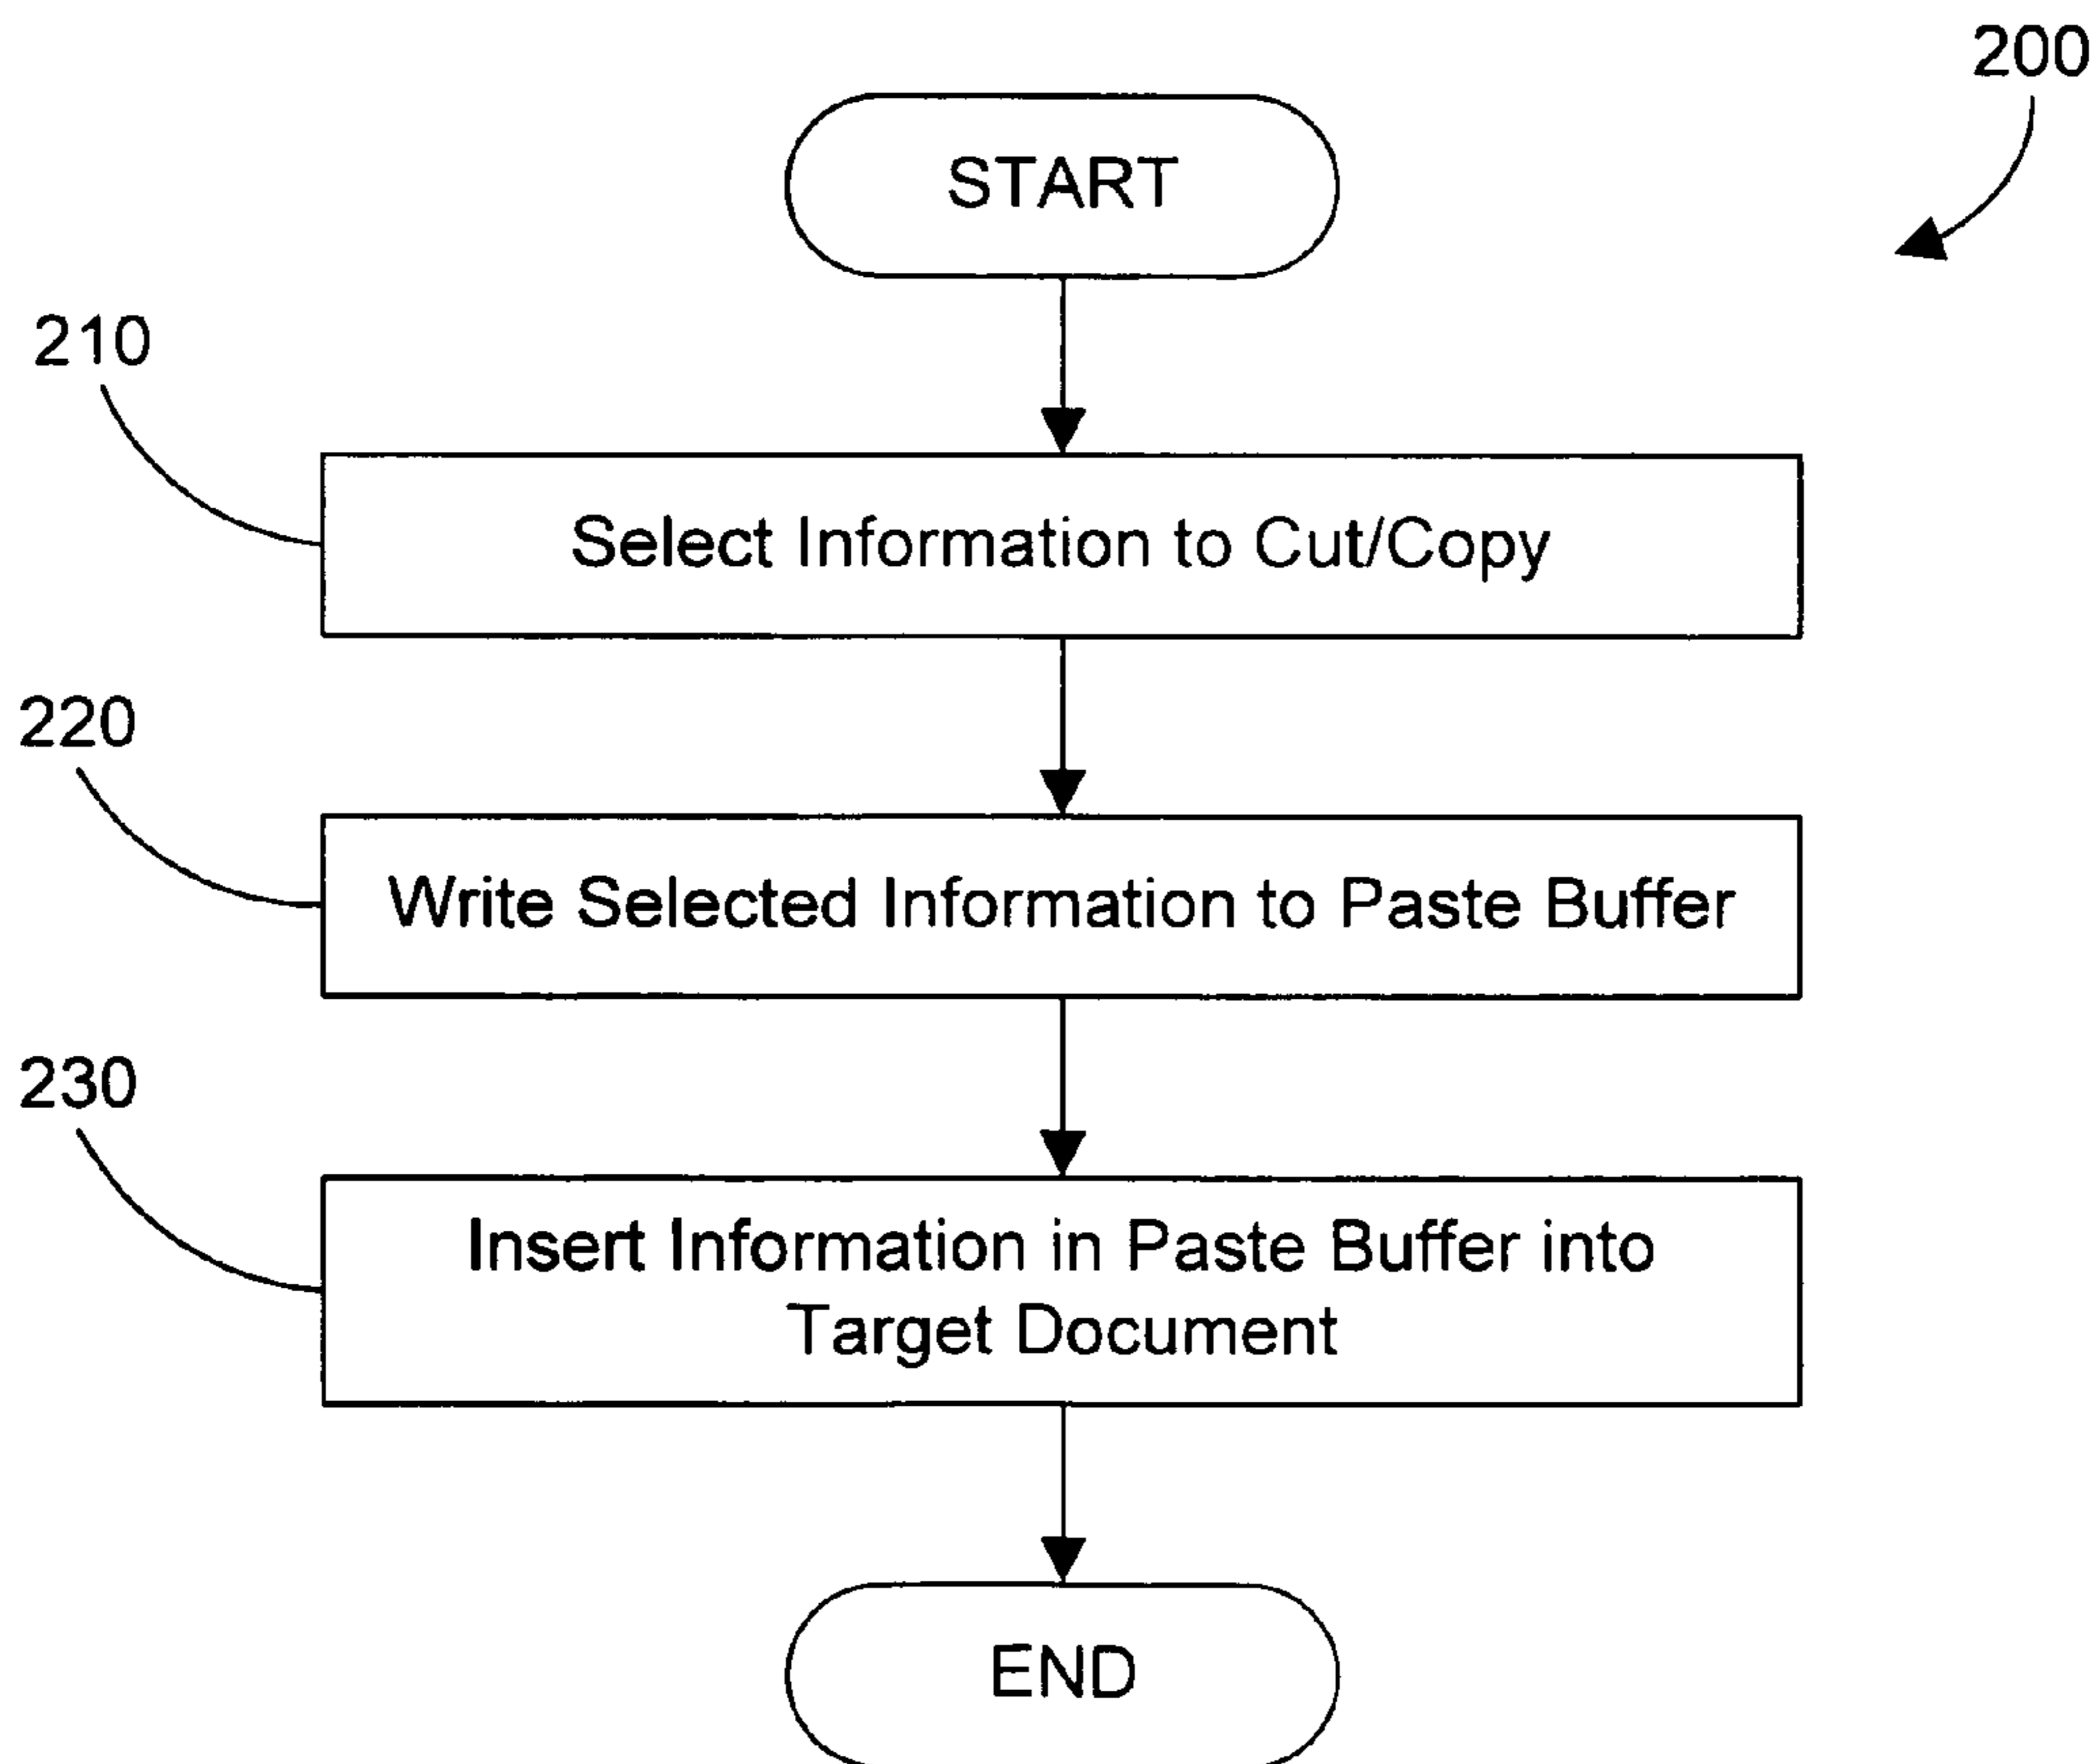 200
START
210
Select Information to Cut/Copy
220
Write Selected Information to Paste Buffer
230
Insert Information in Paste Buffer into
Target Document
END